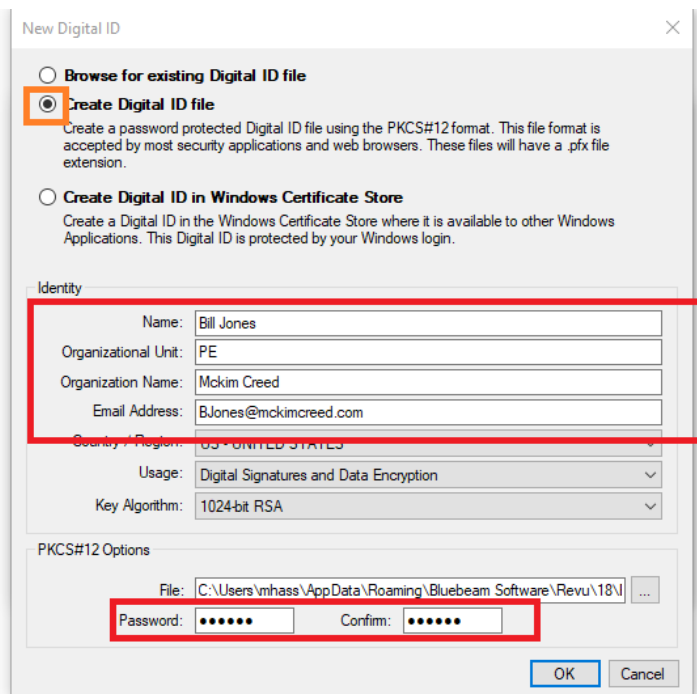 New Digital ID
Browse for existing Digital ID file
Create Digital ID file
Create a password protected Digital ID file using the PKCS#12 format. This file format is
accepted by most security applications and web browsers. These files will have a .pfx file
extension.
Create Digital ID in Windows Certificate Store
Create a Digital ID in the Windows Certificate Store where it is available to other Windows
Applications. This Digital ID is protected by your Windows login.
Identity
Name: Bill Jones
Organizational Unit: PE
Organization Name: Mckim Creed
Email Address: BJones@mckimcreed.com
Country / Region: US - UNITED STATES
Usage: Digital Signatures and Data Encryption
Key Algorithm: 1024-bit RSA
PKCS#12 Options
File: C:\Users\mhass\AppData\Roaming\Bluebeam Software\Revu\18\I ...
Password: ●●●●●● Confirm: ●●●●●●
OK Cancel